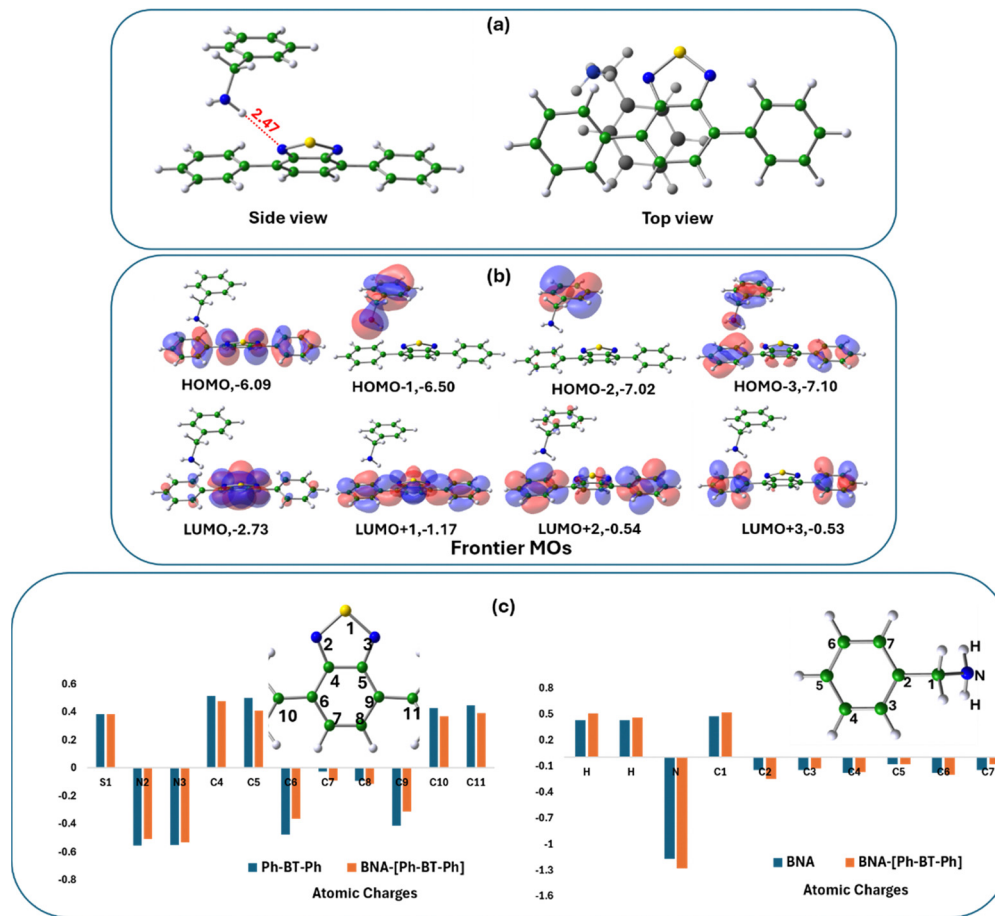 (a)
2.47
Side view
Top view
(b)
HOMO,-6.09
HOMO-1,-6.50
HOMO-2,-7.02
HOMO-3,-7.10
LUMO,-2.73
LUMO+1,-1.17
LUMO+2,-0.54
LUMO+3,-0.53
Frontier MOs
(c)
1
2 3
4 5
6 9
7 8
10 11
0.6
0.4
0.2
0
-0.2
-0.4
-0.6
-0.8
S1 N2 N3 C4 C5 C6 C7 C8 C9 C10 C11
Ph-BT-Ph BNA-[Ph-BT-Ph]
Atomic Charges
H
6 7
5 2 1 N
4 3 H
0.8
0.5
0.2
-0.1
-0.4
-0.7
-1
-1.3
-1.6
H H N C1 C2 C3 C4 C5 C6 C7
BNA BNA-[Ph-BT-Ph]
Atomic Charges